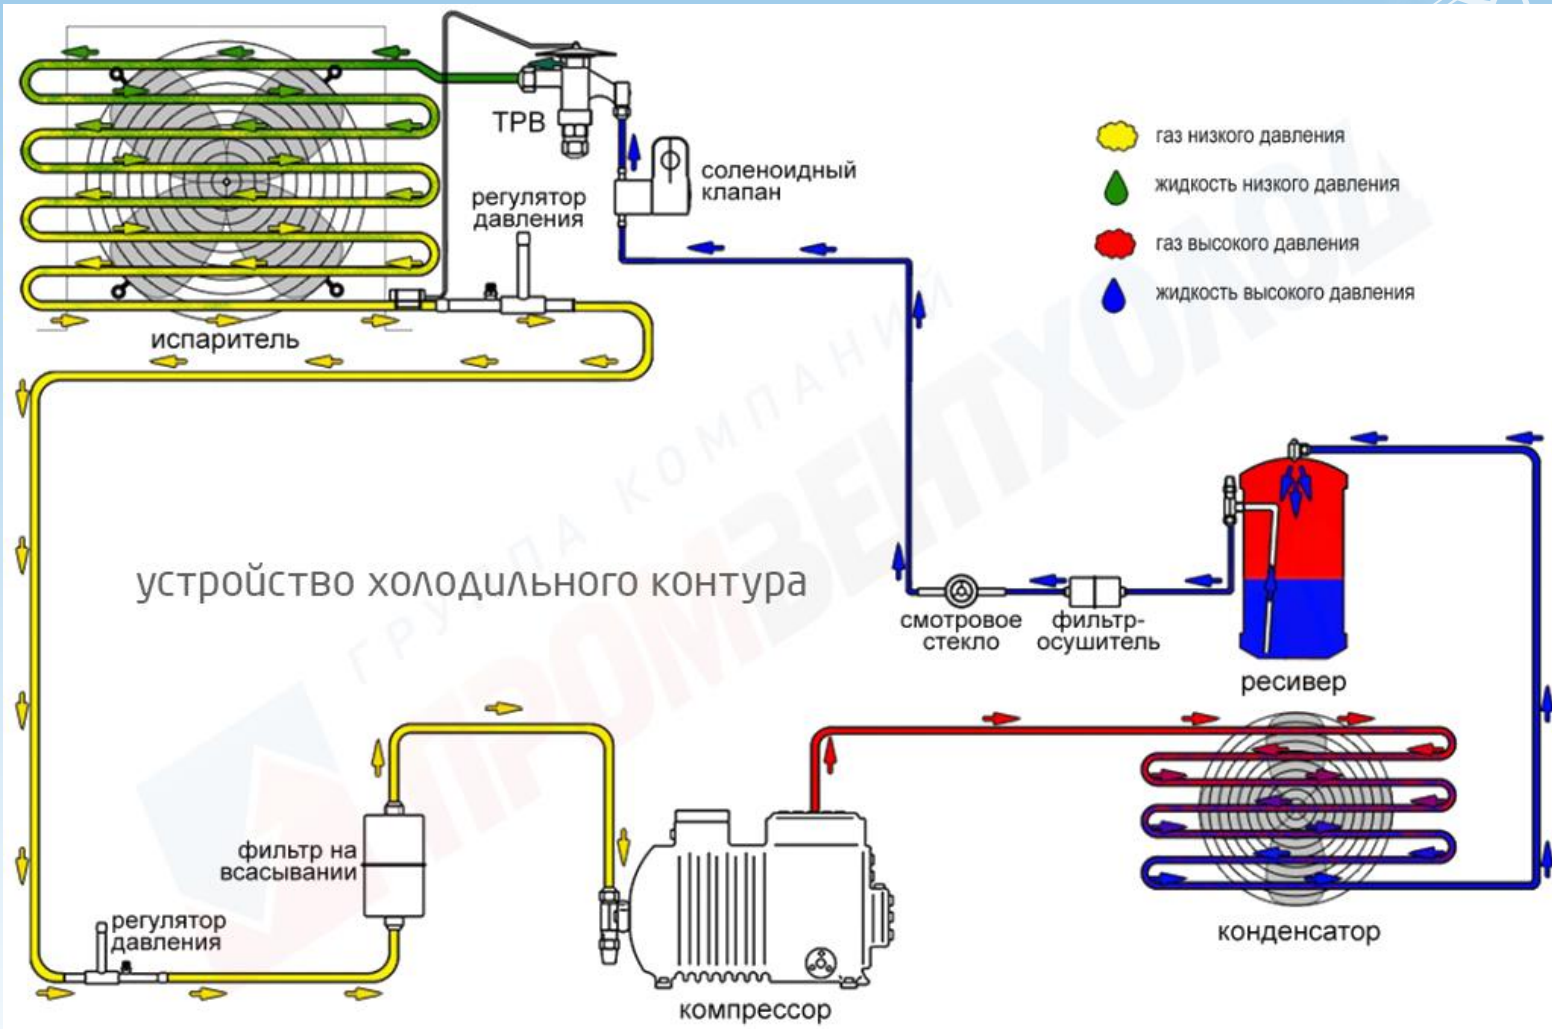 ТРВ
соленоидный
клапан
регулятор
давления
испаритель
газ низкого давления
жидкость низкого давления
газ высокого давления
жидкость высокого давления
ГРУППА КОМПАНИЙ
ПРОМВЕНТХОЛОД
устройство холодильного контура
смотровое
стекло
фильтр-
осушитель
ресивер
фильтр на
всасывании
регулятор
давления
компрессор
конденсатор